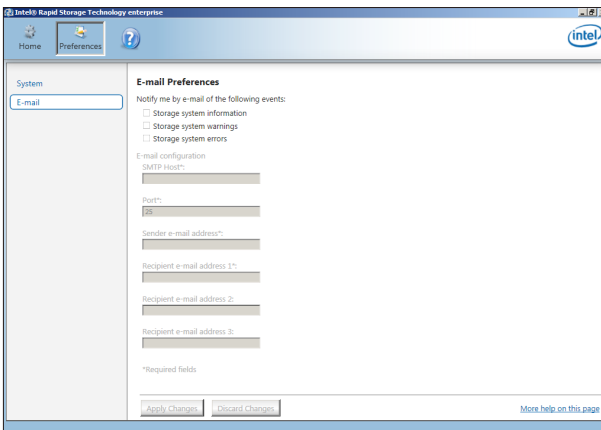 Intel® Rapid Storage Technology enterprise
Home
Preferences
?
intel
System
E-mail
E-mail Preferences
Notify me by e-mail of the following events:
Storage system information
Storage system warnings
Storage system errors
E-mail configuration
SMTP Host*:
Port*:
25
Sender e-mail address*:
Recipient e-mail address 1*:
Recipient e-mail address 2:
Recipient e-mail address 3:
*Required fields
Apply Changes
Discard Changes
More help on this page